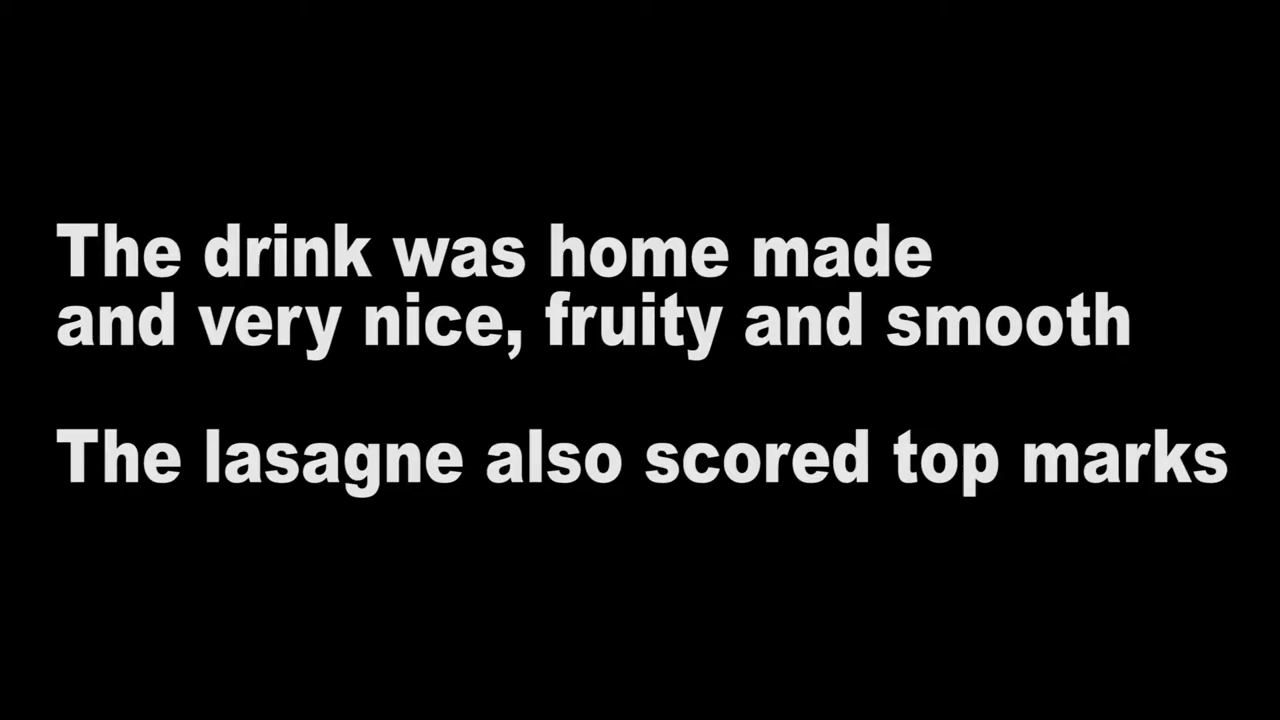 The drink was home made
and very nice, fruity and smooth
The lasagne also scored top marks